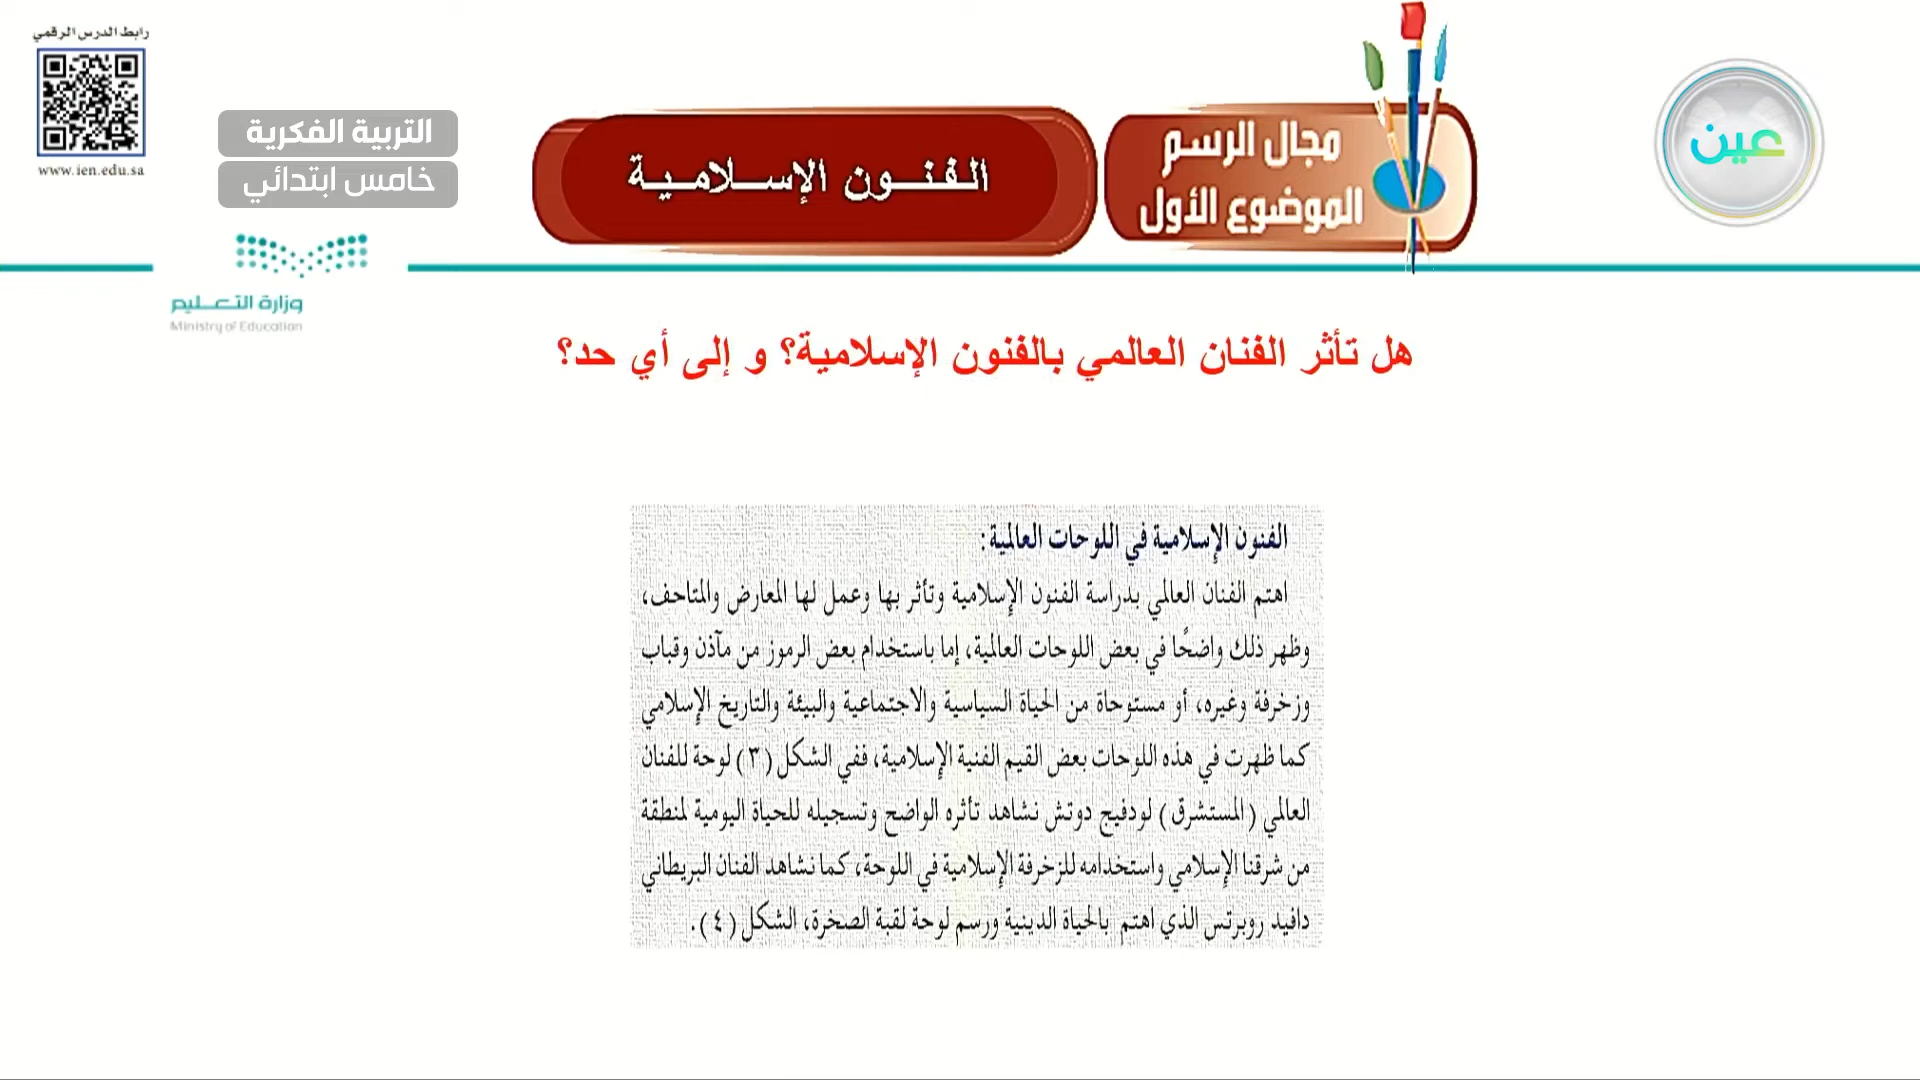 رابط الدرس الرقمي
www.ien.edu.sa
التربية الفكرية
خامس ابتدائي
وزارة التعـليم
Ministry of Education
الـفـنـــون الإســلاميــة
مجال الرسم
الموضوع الأول
عين
هل تأثر الفنان العالمي بالفنون الإسلامية؟ و إلى أي حد؟
الفنون الإسلامية في اللوحات العالمية:
اهتم الفنان العالمي بدراسة الفنون الإسلامية وتأثر بها وعمل لها المعارض والمتاحف،
وظهر ذلك واضحًا في بعض اللوحات العالمية، إما باستخدام بعض الرموز من مآذن وقباب
وزخرفة وغيره، أو مستوحاة من الحياة السياسية والاجتماعية والبيئة والتاريخ الإسلامي
كما ظهرت في هذه اللوحات بعض القيم الفنية الإسلامية، ففي الشكل (٣) لوحة للفنان
العالمي (المستشرق) لودفيج دوتش نشاهد تأثره الواضح وتسجيله للحياة اليومية لمنطقة
من شرقنا الإسلامي واستخدامه للزخرفة الإسلامية في اللوحة، كما نشاهد الفنان البريطاني
دافيد روبرتس الذي اهتم بالحياة الدينية ورسم لوحة لقبة الصخرة، الشكل (٤).